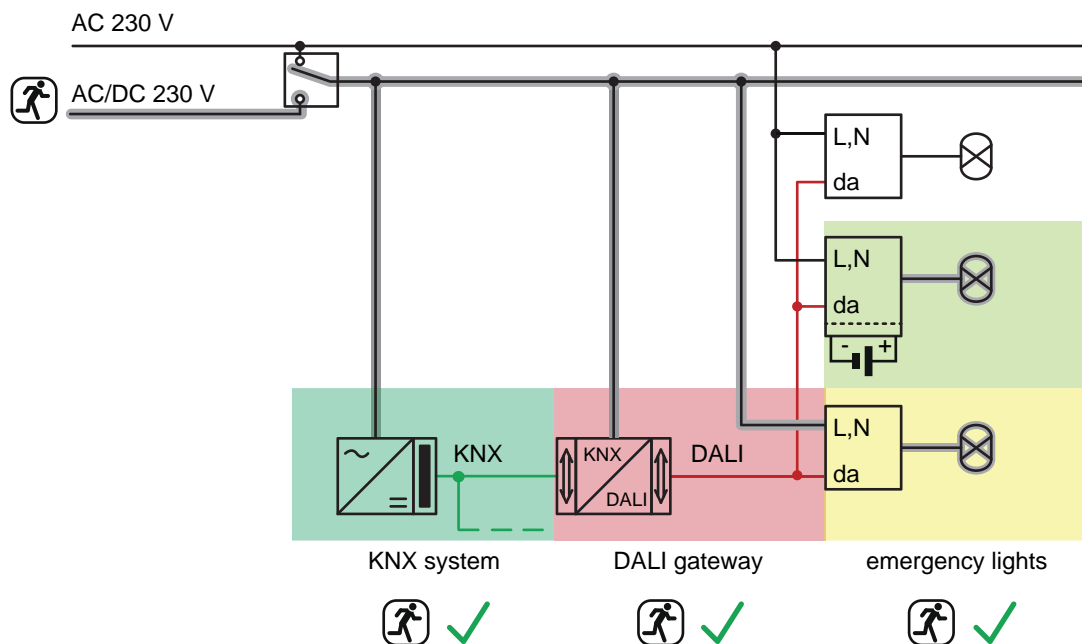 AC 230 V
AC/DC 230 V
L,N
da
L,N
da
- +
L,N
da
KNX
KNX
DALI
DALI
KNX system
DALI gateway
emergency lights